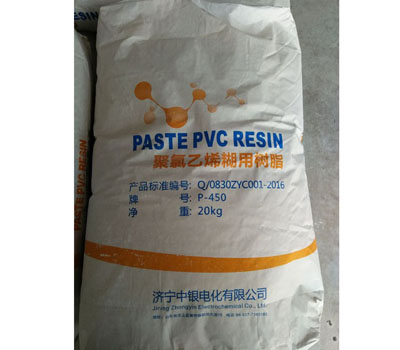 PASTE PVC RESIN
聚氯乙烯糊用树脂
产品标准编号: Q/0830ZYC001-2016
牌 号: P-450
净 重: 20kg
济宁中银电化有限公司
Jining Zhongyin Electrochemical Co., Ltd.